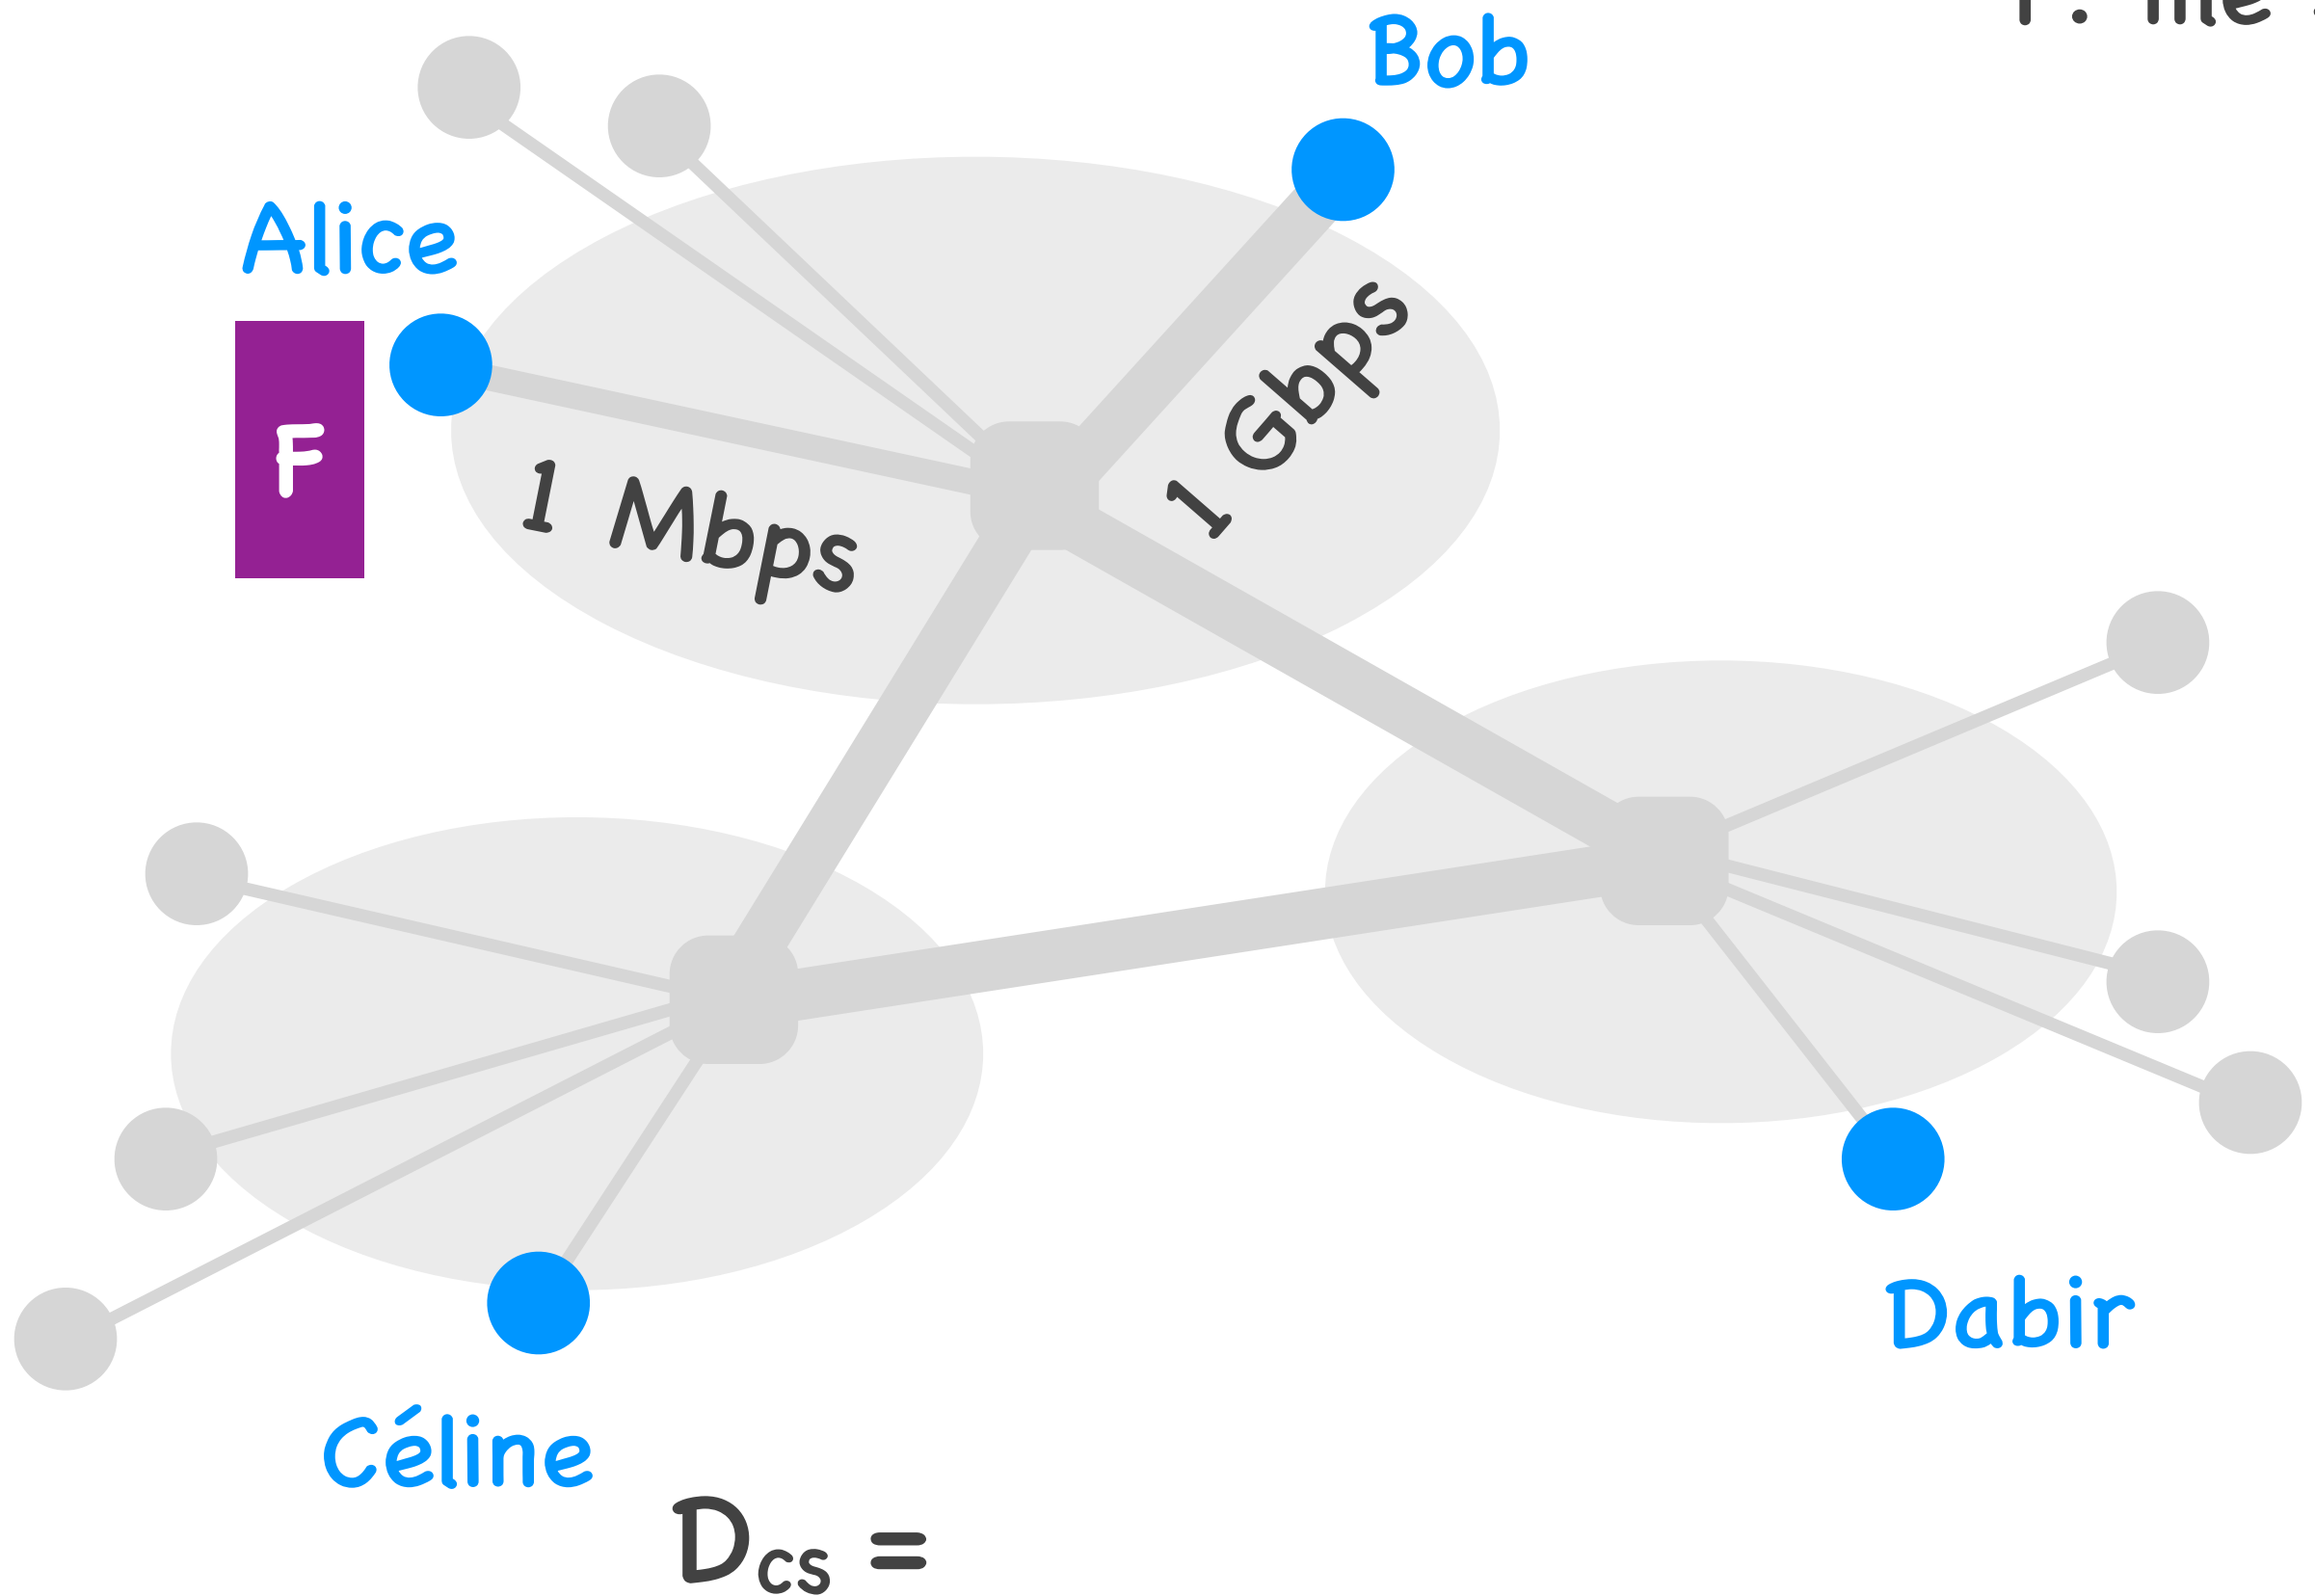 Bob
Alice
F
1 Mbps
1 Gbps
Dabir
Céline
Dcs =